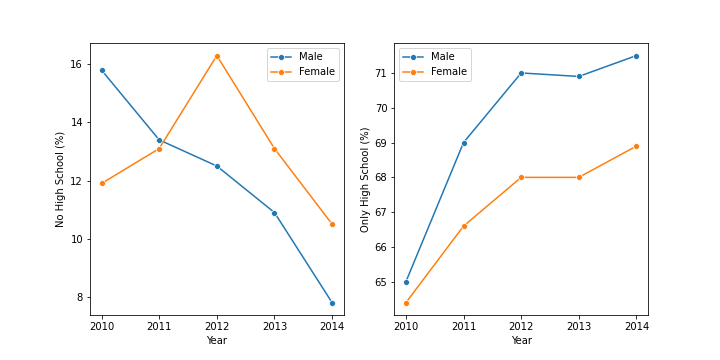 No High School (%)
16
14
12
10
8
2010 2011 2012 2013 2014
Year
Male
Female
Only High School (%)
71
70
69
68
67
66
65
2010 2011 2012 2013 2014
Year
Male
Female